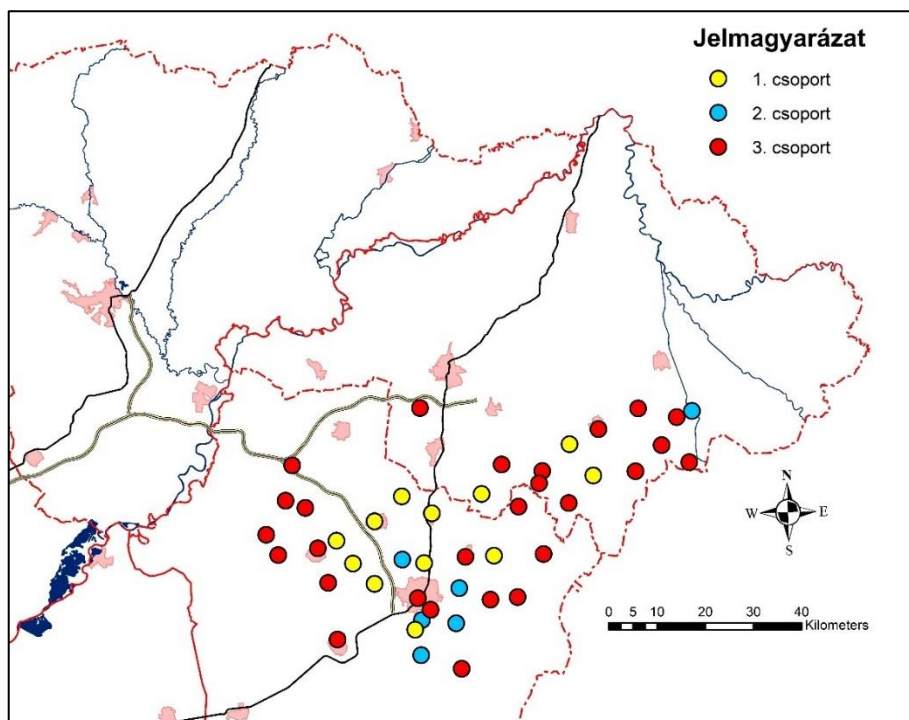 Jelmagyarázat
1. csoport
2. csoport
3. csoport
N
W E
S
0 5 10 20 30 40
Kilometers